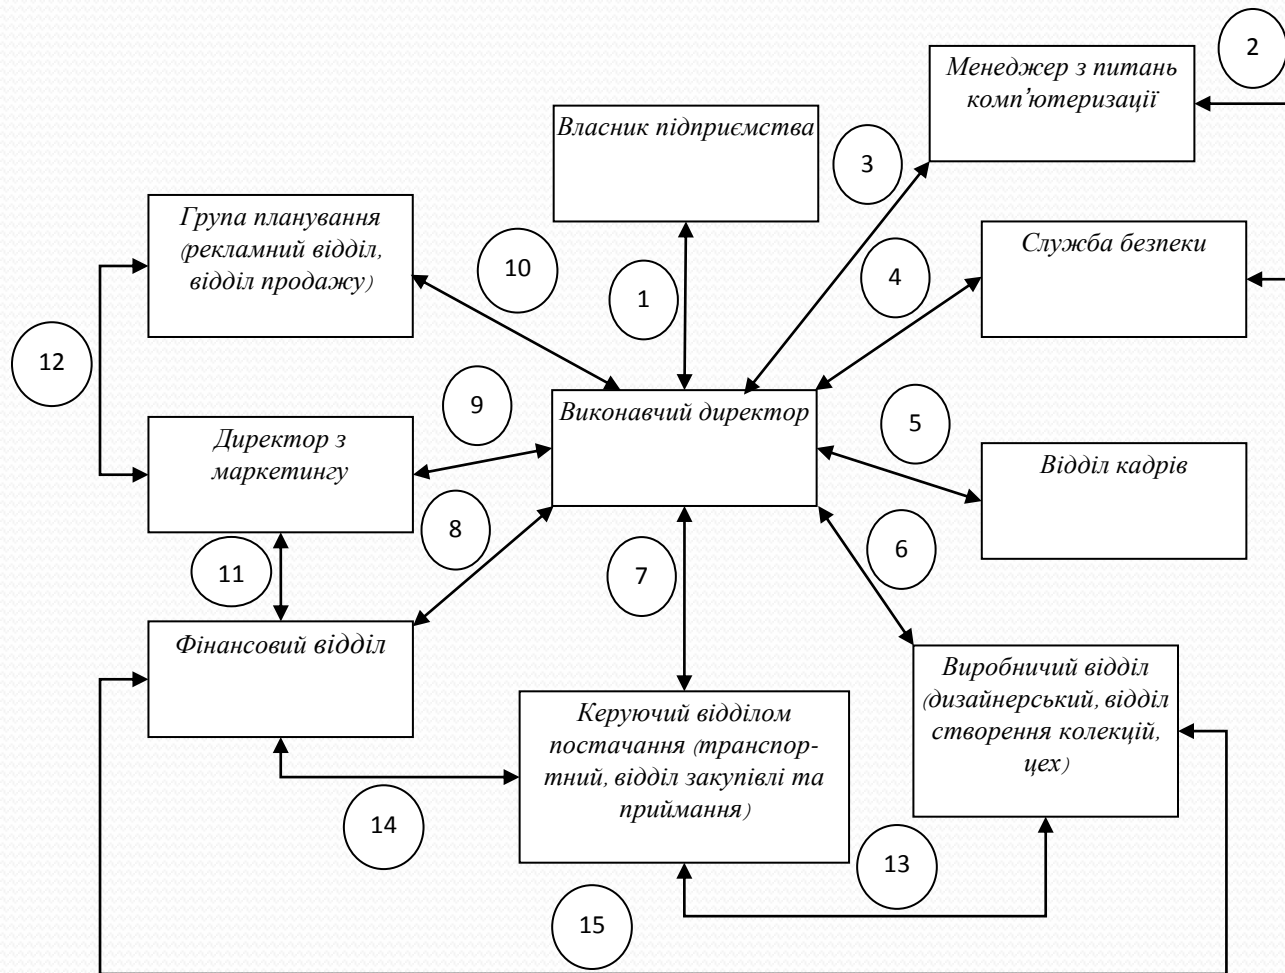 2
Менеджер з питань
комп'ютеризації
Власник підприємства
3
Група планування
(рекламний відділ,
відділ продажу)
Служба безпеки
10
4
1
12
9
Виконавчий директор
5
Директор з
маркетингу
Відділ кадрів
8
6
7
11
Фінансовий відділ
Виробничий відділ
(дизайнерський, відділ
створення колекцій,
цех)
Керуючий відділом
постачання (транспор-
тний, відділ закупівлі та
приймання)
14
13
15